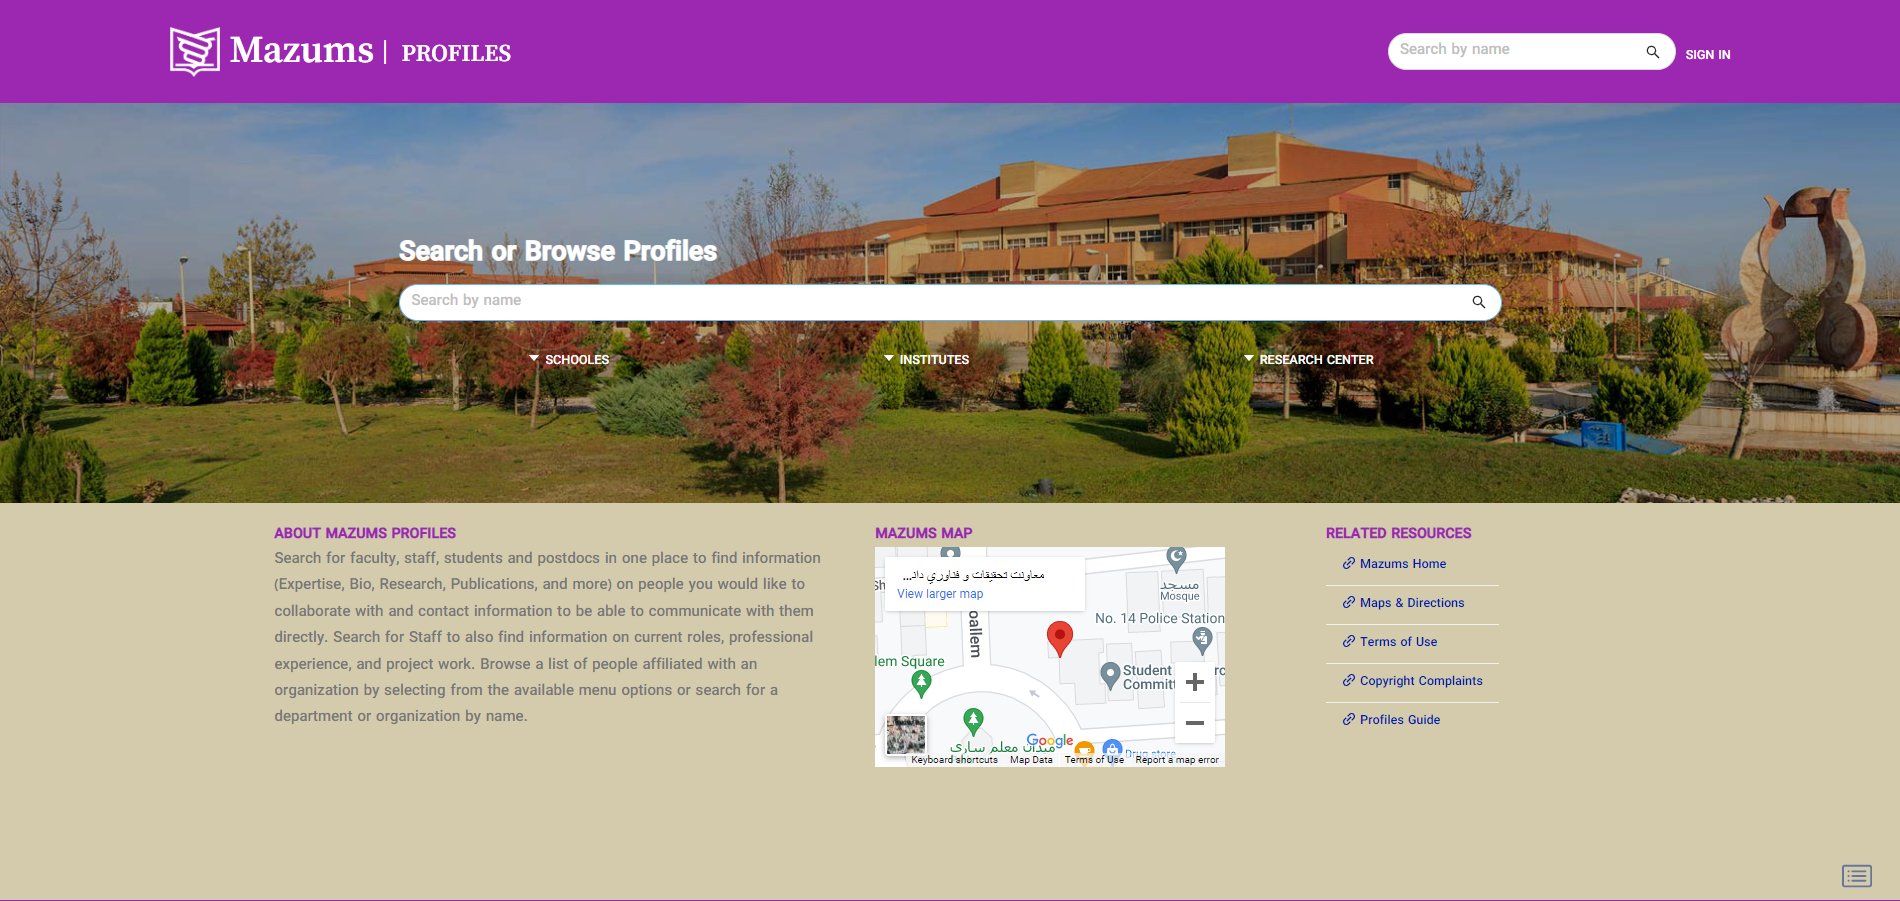 Mazums | PROFILES
Search by name
SIGN IN
Search or Browse Profiles
Search by name
SCHOOLES
INSTITUTES
RESEARCH CENTER
ABOUT MAZUMS PROFILES
Search for faculty, staff, students and postdocs in one place to find information
(Expertise, Bio, Research, Publications, and more) on people you would like to
collaborate with and contact information to be able to communicate with them
directly. Search for Staff to also find information on current roles, professional
experience, and project work. Browse a list of people affiliated with an
organization by selecting from the available menu options or search for a
department or organization by name.
MAZUMS MAP
معاونت تحقیقات و فناوري دانـ...
View larger map
مسجد
Mosque
No. 14 Police Station
oallem
lem Square
Student
Committ
میدان معلم ساری
Google
Drug store
Keyboard shortcuts
Map Data
Terms of Use
Report a map error
RELATED RESOURCES
Mazums Home
Maps & Directions
Terms of Use
Copyright Complaints
Profiles Guide